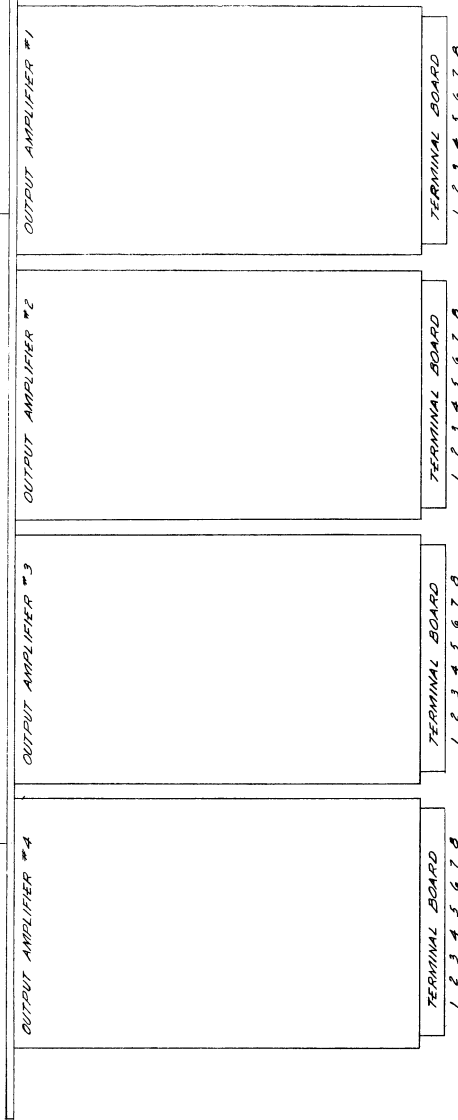 OUTPUT AMPLIFIER #4
OUTPUT AMPLIFIER #3
OUTPUT AMPLIFIER #2
OUTPUT AMPLIFIER #1
TERMINAL BOARD
TERMINAL BOARD
TERMINAL BOARD
TERMINAL BOARD
1 2 3 4 5 6 7 8
1 2 3 4 5 6 7 8
1 2 3 4 5 6 7 8
1 2 3 4 5 6 7 8